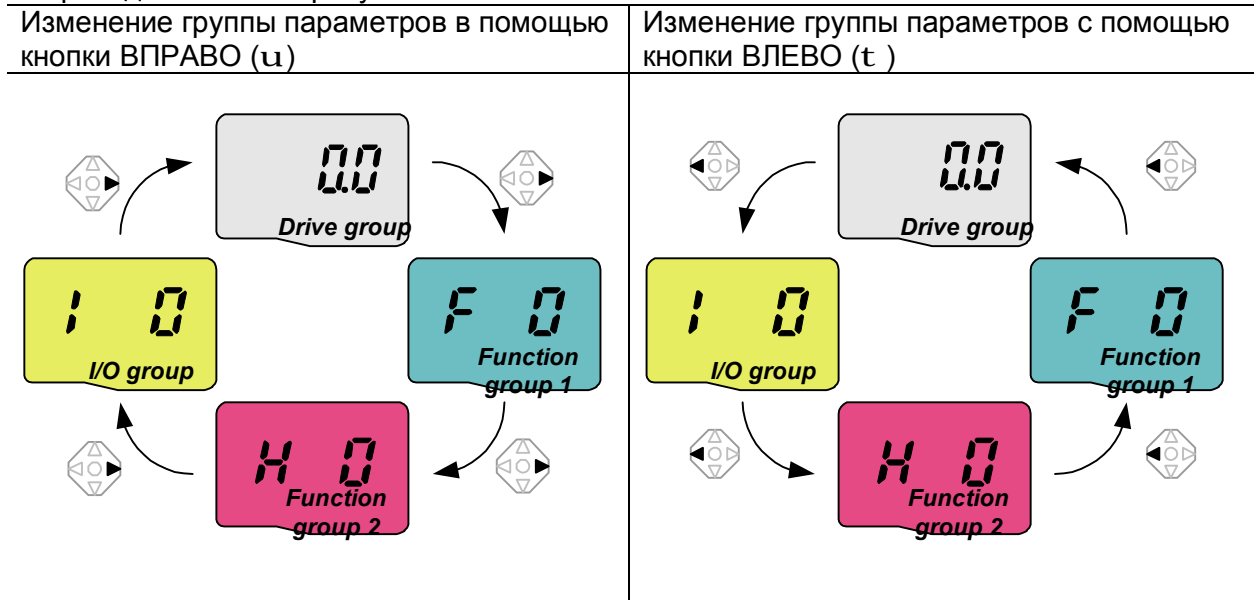 Изменение группы параметров в помощью
кнопки ВПРАВО (u)
Изменение группы параметров с помощью
кнопки ВЛЕВО (t )
0.0
Drive group
I 0
I/O group
F 0
Function
group 1
H 0
Function
group 2
0.0
Drive group
I 0
I/O group
F 0
Function
group 1
H 0
Function
group 2